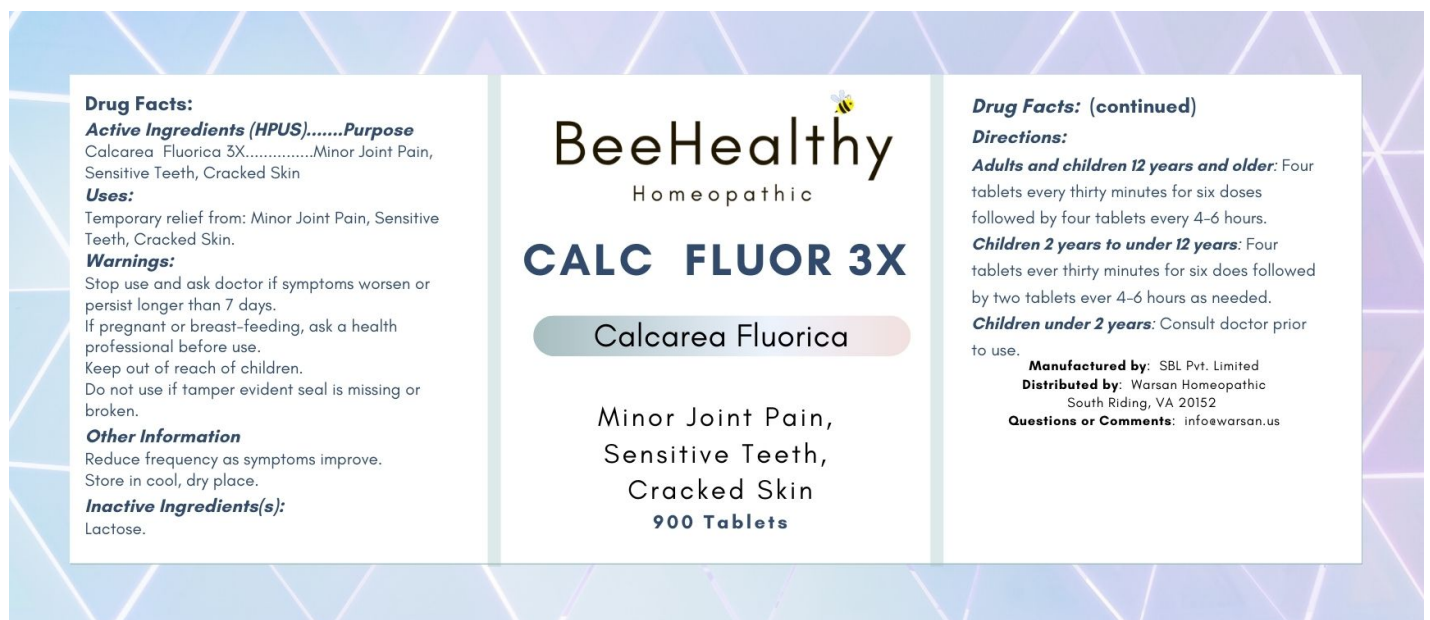 Drug Facts:
Active Ingredients (HPUS).......Purpose
Calcarea Fluorica 3X..............Minor Joint Pain,
Sensitive Teeth, Cracked Skin
Uses:
Temporary relief from: Minor Joint Pain, Sensitive
Teeth, Cracked Skin.
Warnings:
Stop use and ask doctor if symptoms worsen or
persist longer than 7 days.
If pregnant or breast-feeding, ask a health
professional before use.
Keep out of reach of children.
Do not use if tamper evident seal is missing or
broken.
Other Information
Reduce frequency as symptoms improve.
Store in cool, dry place.
Inactive Ingredients(s):
Lactose.
BeeHealthy
Homeopathic
CALC FLUOR 3X
Calcarea Fluorica
Minor Joint Pain,
Sensitive Teeth,
Cracked Skin
900 Tablets
Drug Facts: (continued)
Directions:
Adults and children 12 years and older: Four
tablets every thirty minutes for six doses
followed by four tablets every 4-6 hours.
Children 2 years to under 12 years: Four
tablets ever thirty minutes for six does followed
by two tablets ever 4-6 hours as needed.
Children under 2 years: Consult doctor prior
to use.
Manufactured by: SBL Pvt. Limited
Distributed by: Warsan Homeopathic
South Riding, VA 20152
Questions or Comments: info@warsan.us